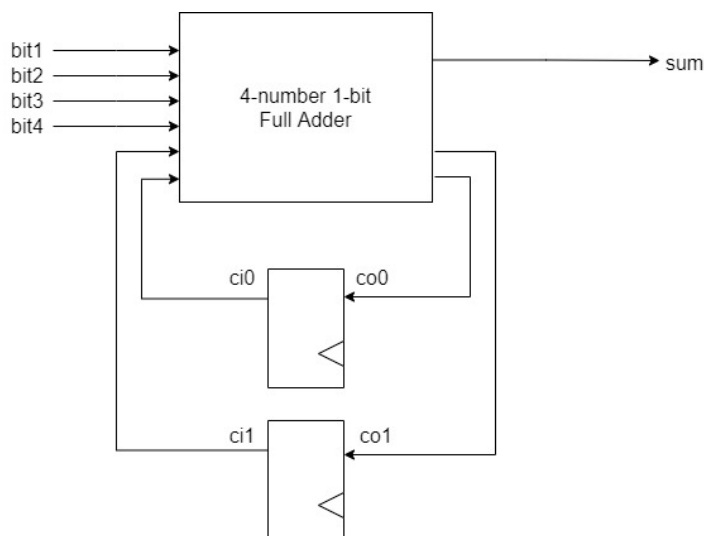 bit1
bit2
bit3
bit4
4-number 1-bit
Full Adder
sum
ci0
co0
ci1
co1